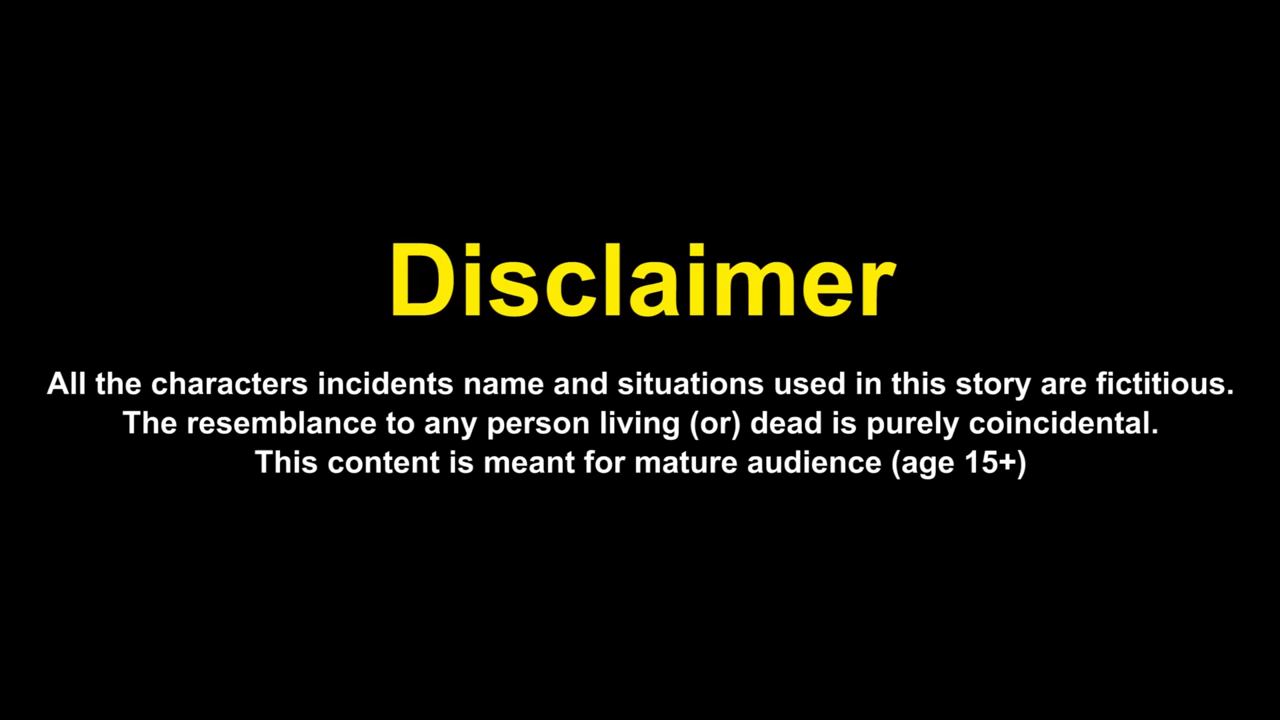 Disclaimer
All the characters incidents name and situations used in this story are fictitious.
The resemblance to any person living (or) dead is purely coincidental.
This content is meant for mature audience (age 15+)